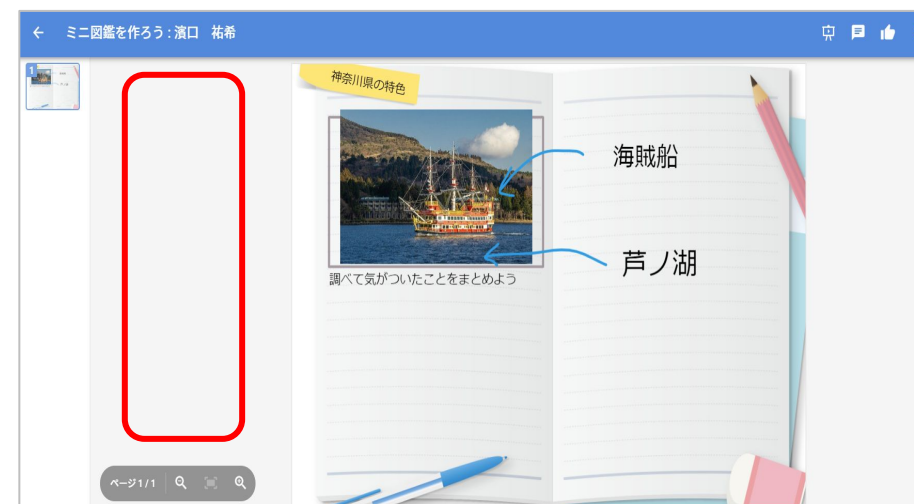 ミニ図鑑を作ろう : 濱口　祐希
1
神奈川県の特色
海賊船
芦ノ湖
調べて気がついたことをまとめよう
ページ 1 / 1